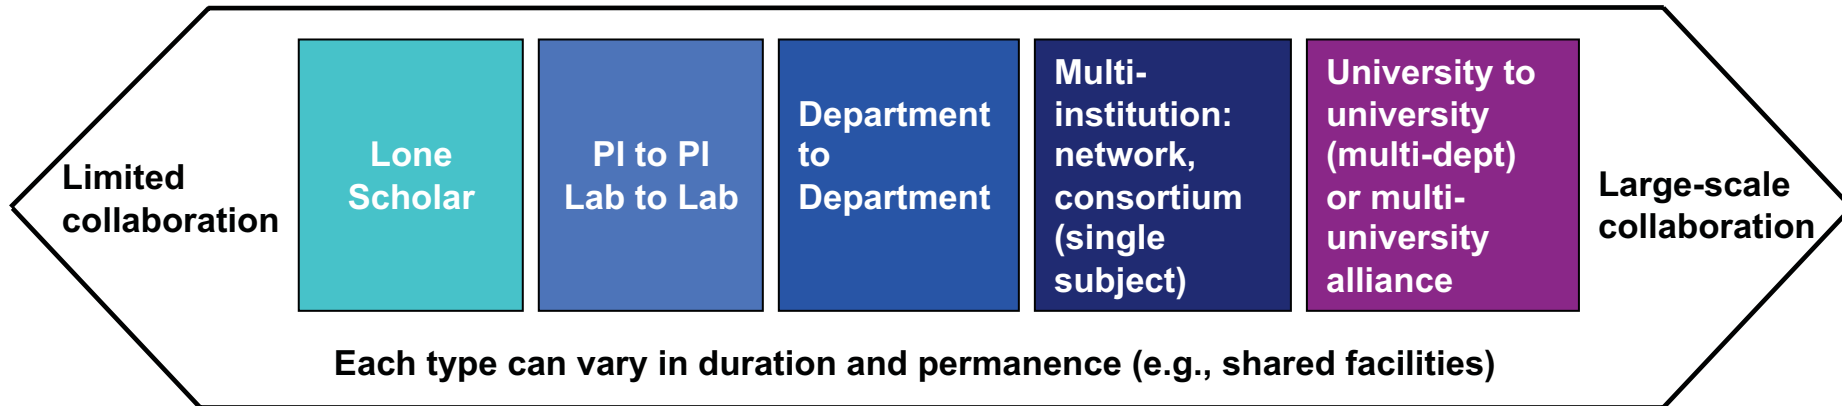 Limited
collaboration
Lone
Scholar
PI to PI
Lab to Lab
Department
to
Department
Multi-
institution:
network,
consortium
(single
subject)
University to
university
(multi-dept)
or multi-
university
alliance
Large-scale
collaboration
Each type can vary in duration and permanence (e.g., shared facilities)